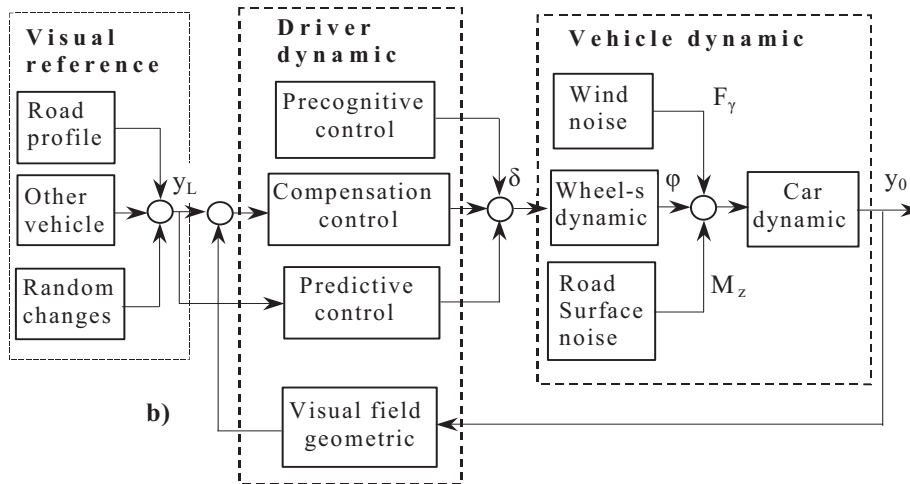 Visual
reference
Road
profile
Other
vehicle
Random
changes
y_L
Driver
dynamic
Precognitive
control
Compensation
control
Predictive
control
Visual field
geometric
δ
Vehicle dynamic
Wind
noise
F_γ
Wheel-s
dynamic
φ
Road
Surface
noise
M_z
Car
dynamic
y_0
b)